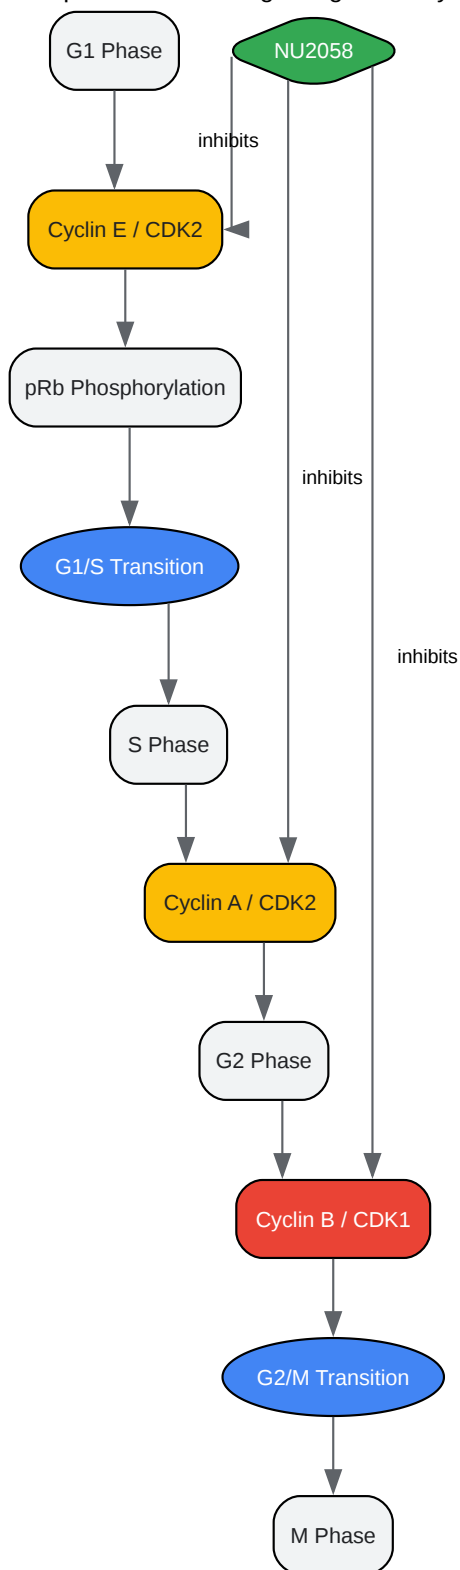 G1 Phase
NU2058
inhibits
Cyclin E / CDK2
pRb Phosphorylation
inhibits
G1/S Transition
inhibits
S Phase
Cyclin A / CDK2
G2 Phase
Cyclin B / CDK1
G2/M Transition
M Phase